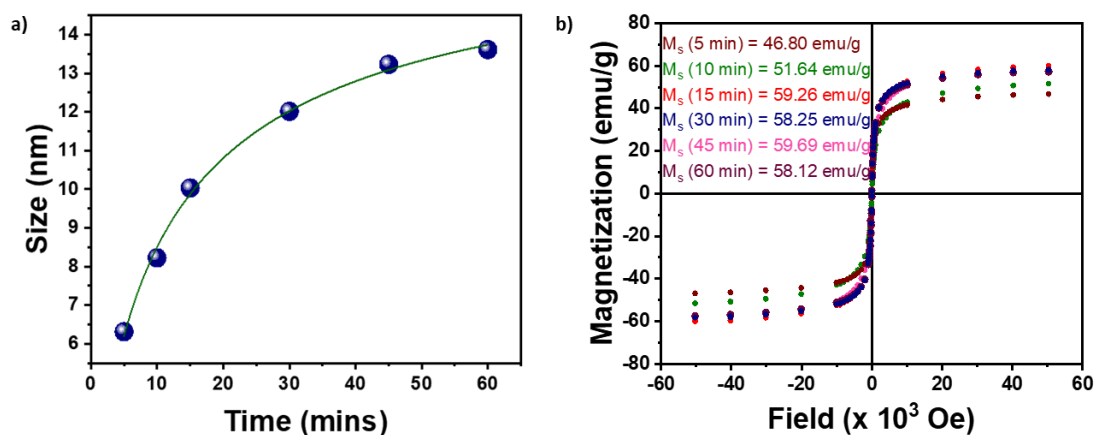 a)
Size (nm)
14
13
12
11
10
9
8
7
6
0 10 20 30 40 50 60
Time (mins)
b)
Magnetization (emu/g)
80
60
40
20
0
-20
-40
-60
-80
Ms (5 min) = 46.80 emu/g
Ms (10 min) = 51.64 emu/g
Ms (15 min) = 59.26 emu/g
Ms (30 min) = 58.25 emu/g
Ms (45 min) = 59.69 emu/g
Ms (60 min) = 58.12 emu/g
-60 -40 -20 0 20 40 60
Field (x 10³ Oe)